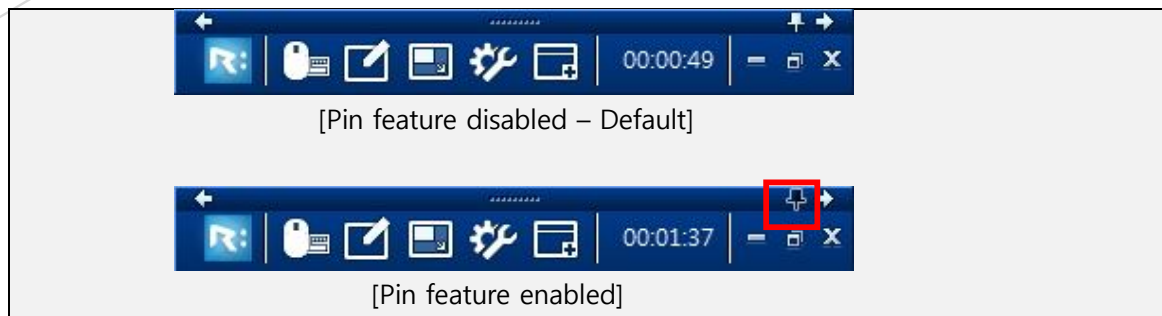 R:
00:00:49
[Pin feature disabled – Default]
R:
00:01:37
[Pin feature enabled]